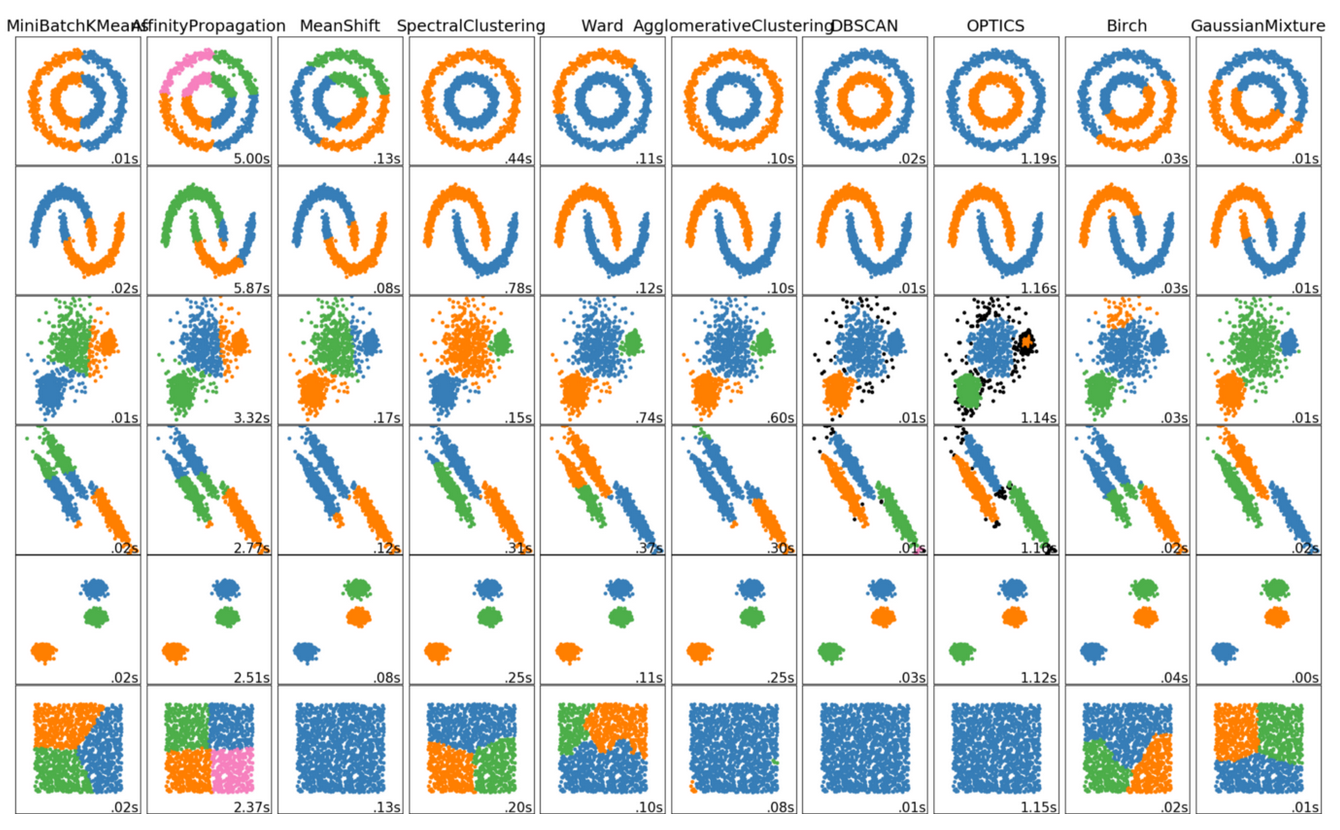 MiniBatchKMeans AffinityPropagation MeanShift SpectralClustering Ward AgglomerativeClustering DBSCAN OPTICS Birch GaussianMixture
.01s 5.00s .13s .44s .11s .10s .02s 1.19s .03s .01s
.02s 5.87s .08s .78s .12s .10s .01s 1.16s .03s .01s
.01s 3.32s .17s .15s .74s .60s .01s 1.14s .03s .01s
.02s 2.77s .12s .31s .37s .30s .01s 1.16s .02s .02s
.02s 2.51s .08s .25s .11s .25s .03s 1.12s .04s .00s
.02s 2.37s .13s .20s .10s .08s .01s 1.15s .02s .01s